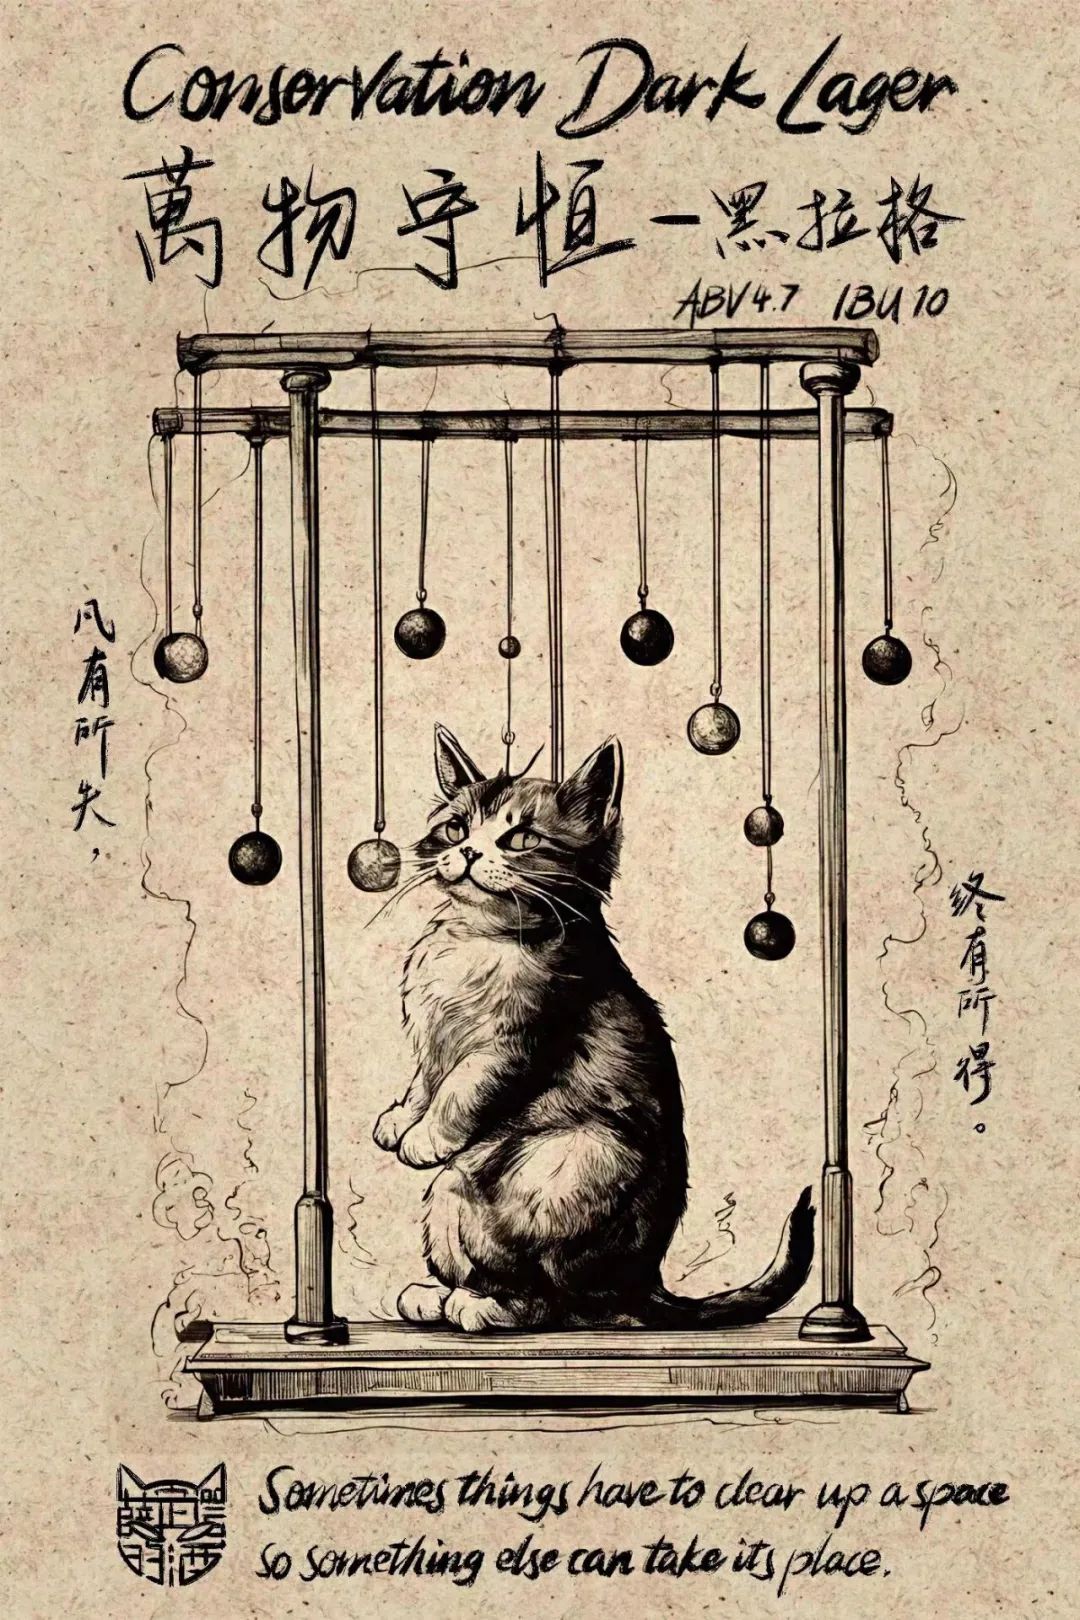 Conservation Dark Lager
萬物守恒-黑拉格
ABV 4.7 IBU 10
凡有所失，
终有所得。
Sometimes things have to clear up a space
so something else can take its place.